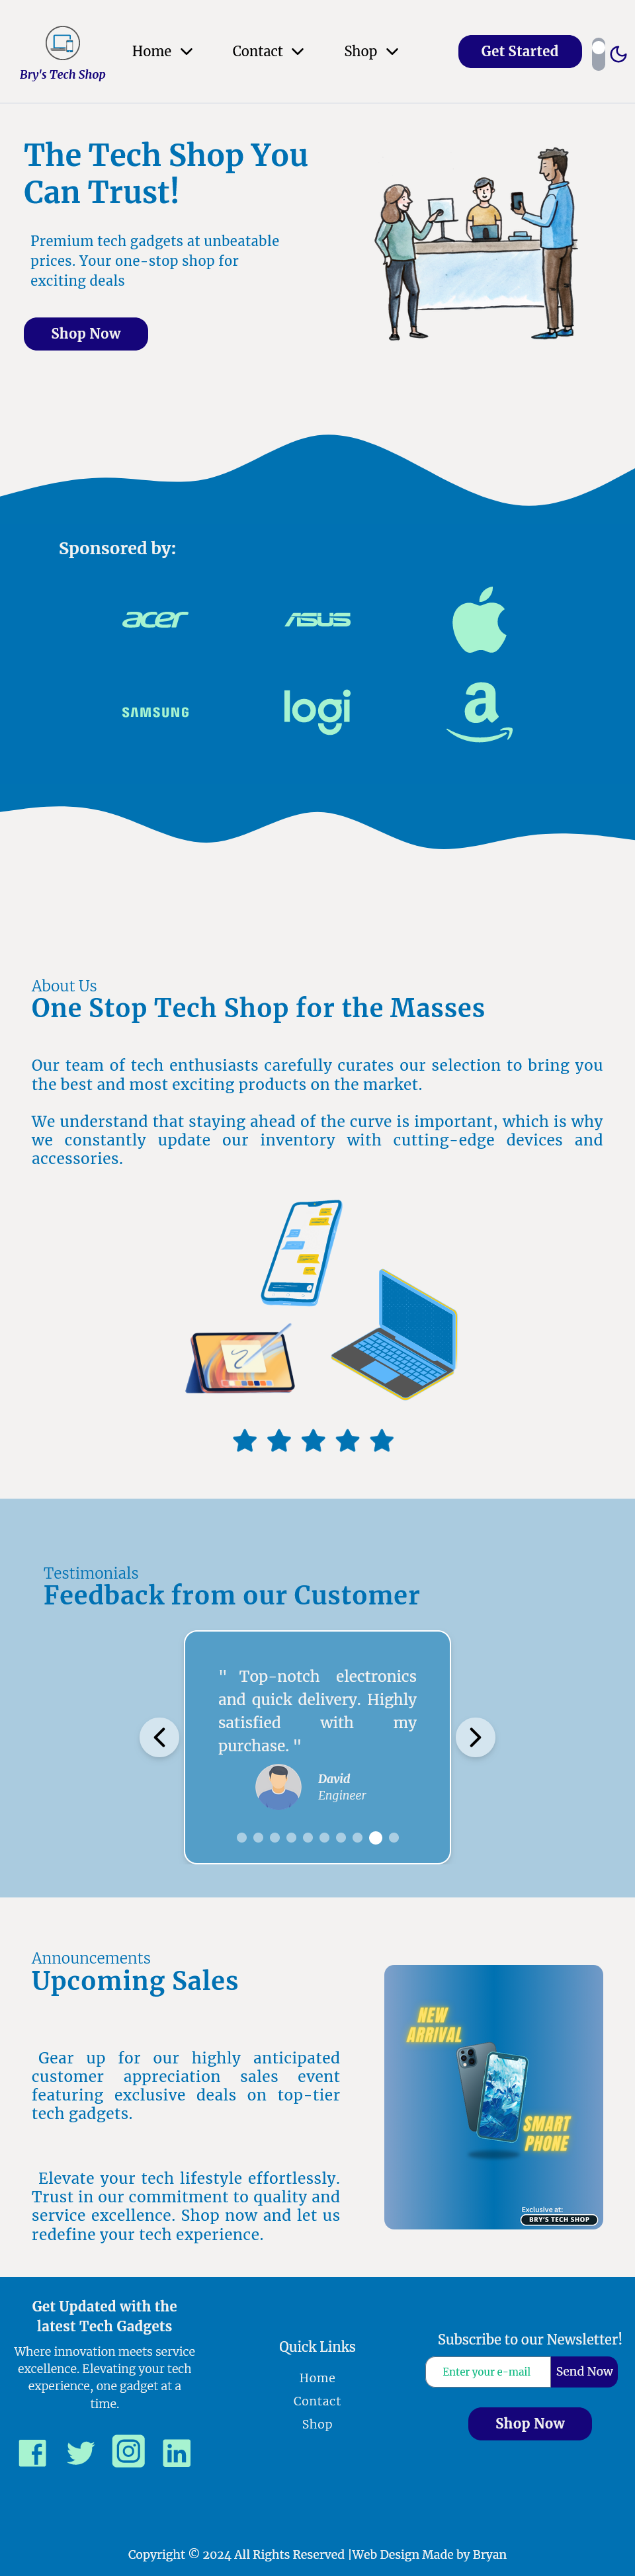 Bry's Tech Shop
Home
Contact
Shop
Get Started
The Tech Shop You
Can Trust!
Premium tech gadgets at unbeatable
prices. Your one-stop shop for
exciting deals
Shop Now
Sponsored by:
acer
ASUS
SAMSUNG
logi
a
About Us
One Stop Tech Shop for the Masses
Our team of tech enthusiasts carefully curates our selection to bring you
the best and most exciting products on the market.
We understand that staying ahead of the curve is important, which is why
we constantly update our inventory with cutting-edge devices and
accessories.
Testimonials
Feedback from our Customer
" Top-notch electronics
and quick delivery. Highly
satisfied with my
purchase. "
David
Engineer
Announcements
Upcoming Sales
Gear up for our highly anticipated
customer appreciation sales event
featuring exclusive deals on top-tier
tech gadgets.
Elevate your tech lifestyle effortlessly.
Trust in our commitment to quality and
service excellence. Shop now and let us
redefine your tech experience.
NEW
ARRIVAL
SMART
PHONE
Exclusive at:
BRY'S TECH SHOP
Get Updated with the
latest Tech Gadgets
Where innovation meets service
excellence. Elevating your tech
experience, one gadget at a
time.
Quick Links
Home
Contact
Shop
Subscribe to our Newsletter!
Enter your e-mail
Send Now
Shop Now
Copyright © 2024 All Rights Reserved |Web Design Made by Bryan